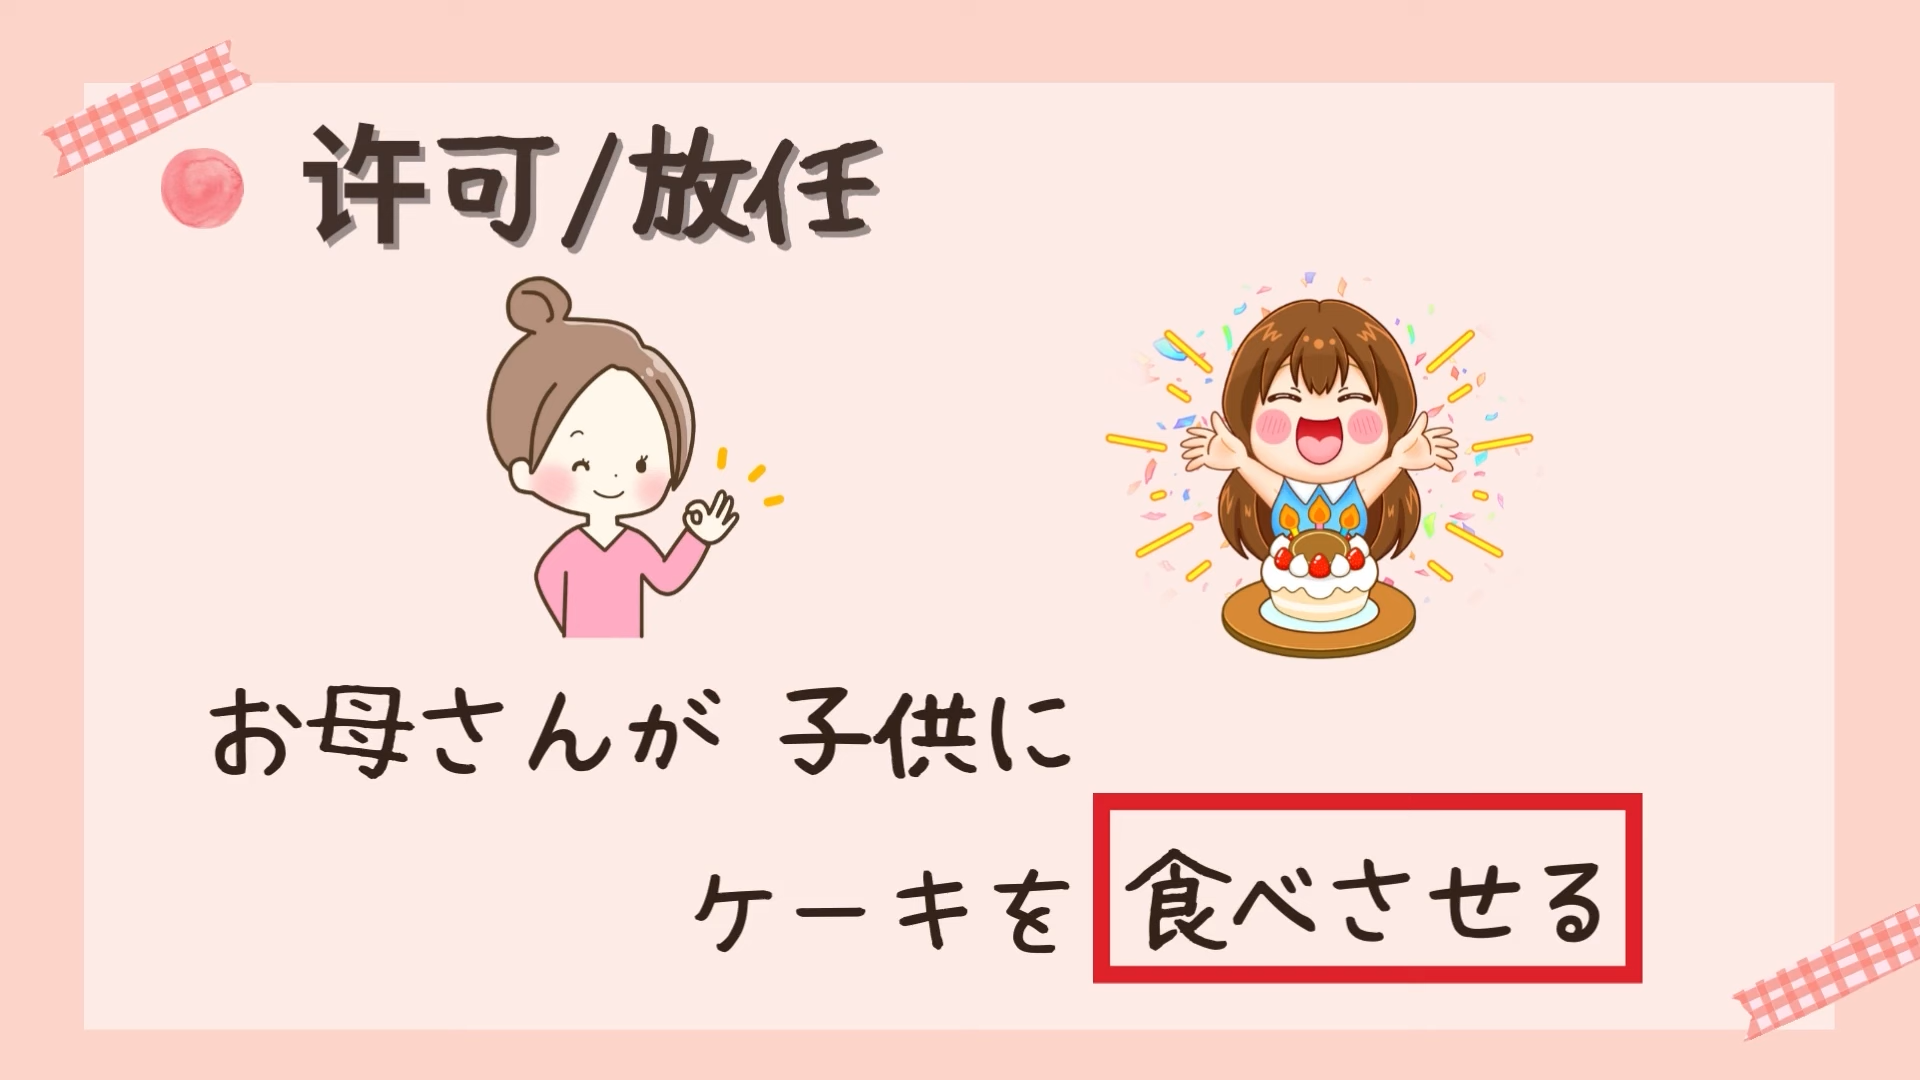 许可/放任
お母さんが 子供に
ケーキを 食べさせる